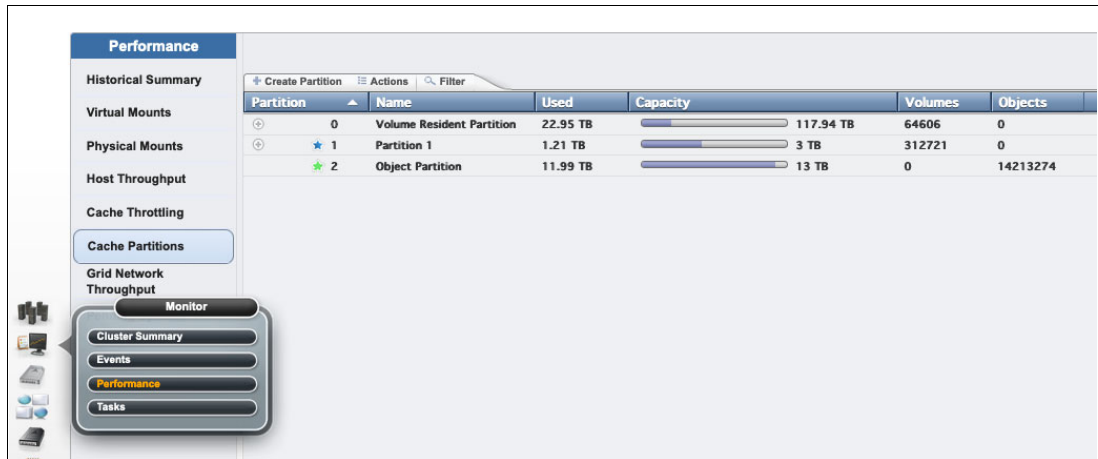 Performance
Historical Summary
Virtual Mounts
Physical Mounts
Host Throughput
Cache Throttling
Cache Partitions
Grid Network
Throughput
Monitor
Cluster Summary
Events
Performance
Tasks
Create Partition Actions Filter
Partition Name Used Capacity Volumes Objects
0 Volume Resident Partition 22.95 TB 117.94 TB 64606 0
1 Partition 1 1.21 TB 3 TB 312721 0
2 Object Partition 11.99 TB 13 TB 0 14213274